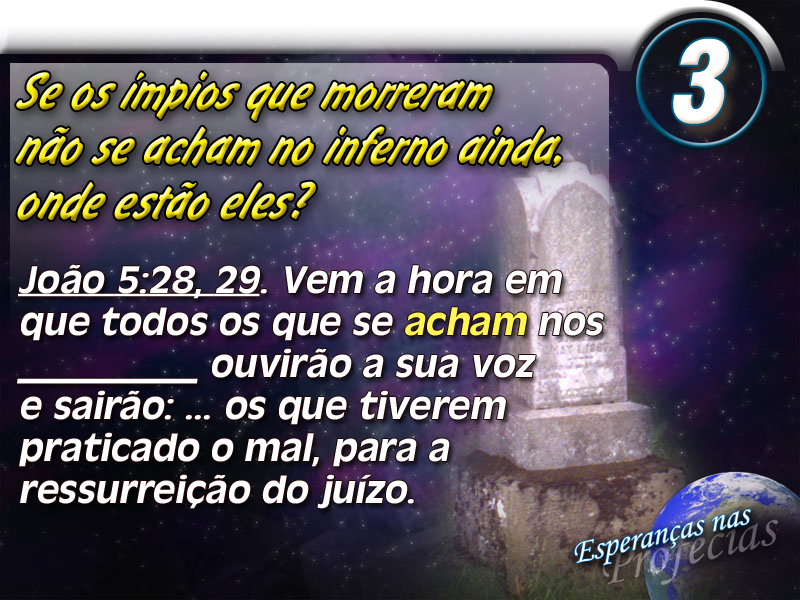 3
Se os ímpios que morreram
não se acham no inferno ainda,
onde estão eles?
João 5:28, 29. Vem a hora em
que todos os que se acham nos
_________ ouvirão a sua voz
e sairão: ... os que tiverem
praticado o mal, para a
ressurreição do juízo.
Esperanças nas
Profecias